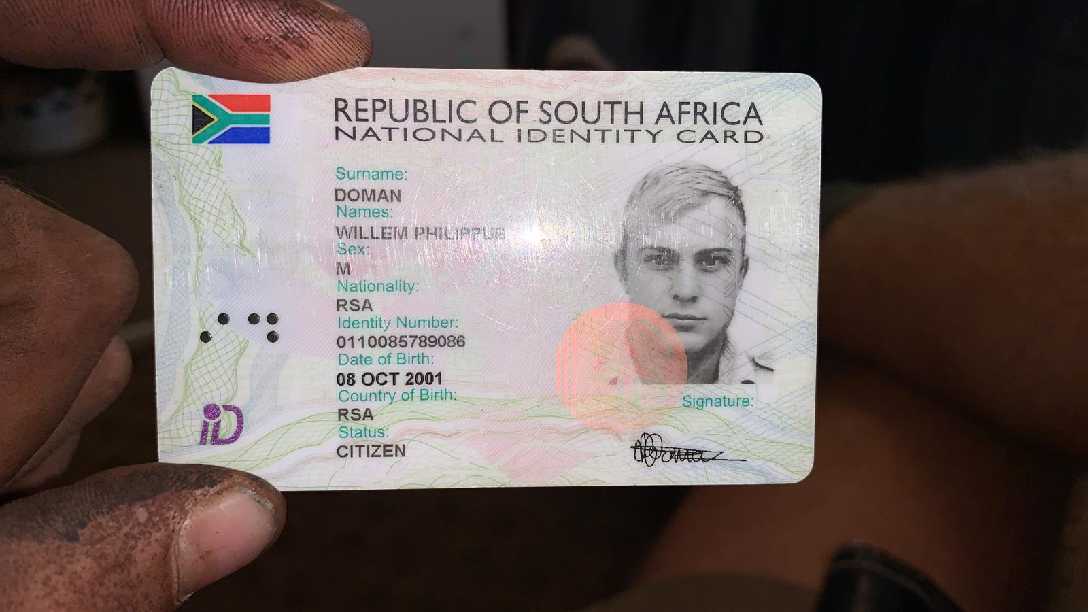 REPUBLIC OF SOUTH AFRICA
NATIONAL IDENTITY CARD
Surname:
DOMAN
Names:
WILLEM PHILIPPUS
Sex:
M
Nationality:
RSA
Identity Number:
0110085789086
Date of Birth:
08 OCT 2001
Country of Birth:
RSA
Status:
CITIZEN
iD
Signature: